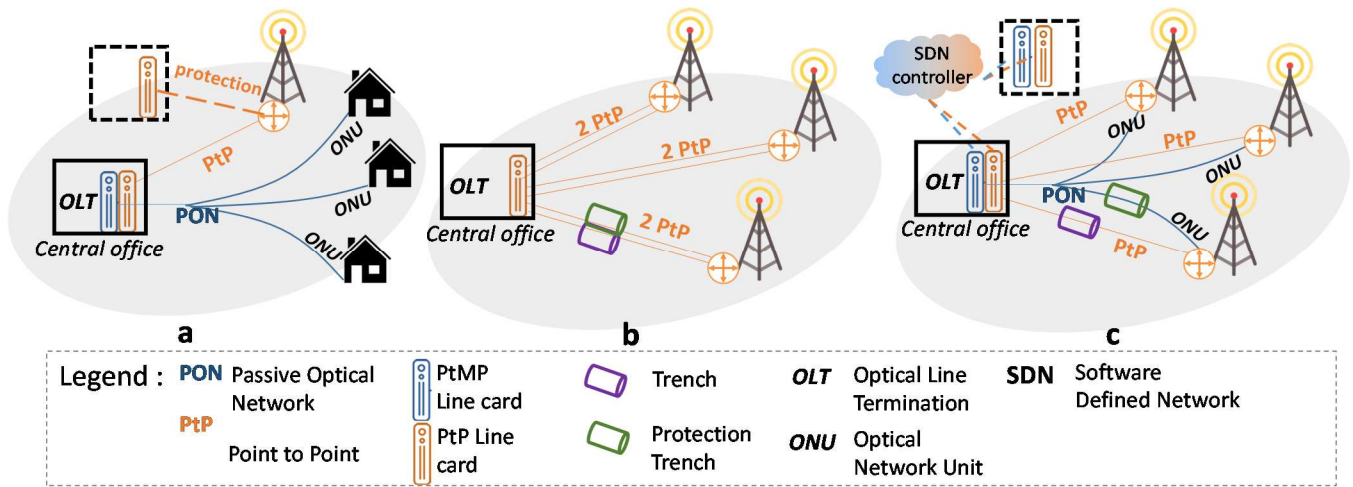 protection
PtP
OLT
PON
ONU
ONU
ONU
Central office
a
2 PtP
2 PtP
2 PtP
OLT
Central office
b
SDN
controller
PtP
PtP
PtP
ONU
ONU
ONU
OLT
PON
Central office
c
Legend :
PON Passive Optical
Network
PtP
Point to Point
PtMP
Line card
PtP Line
card
Trench
Protection
Trench
OLT Optical Line
Termination
ONU Optical
Network Unit
SDN Software
Defined Network